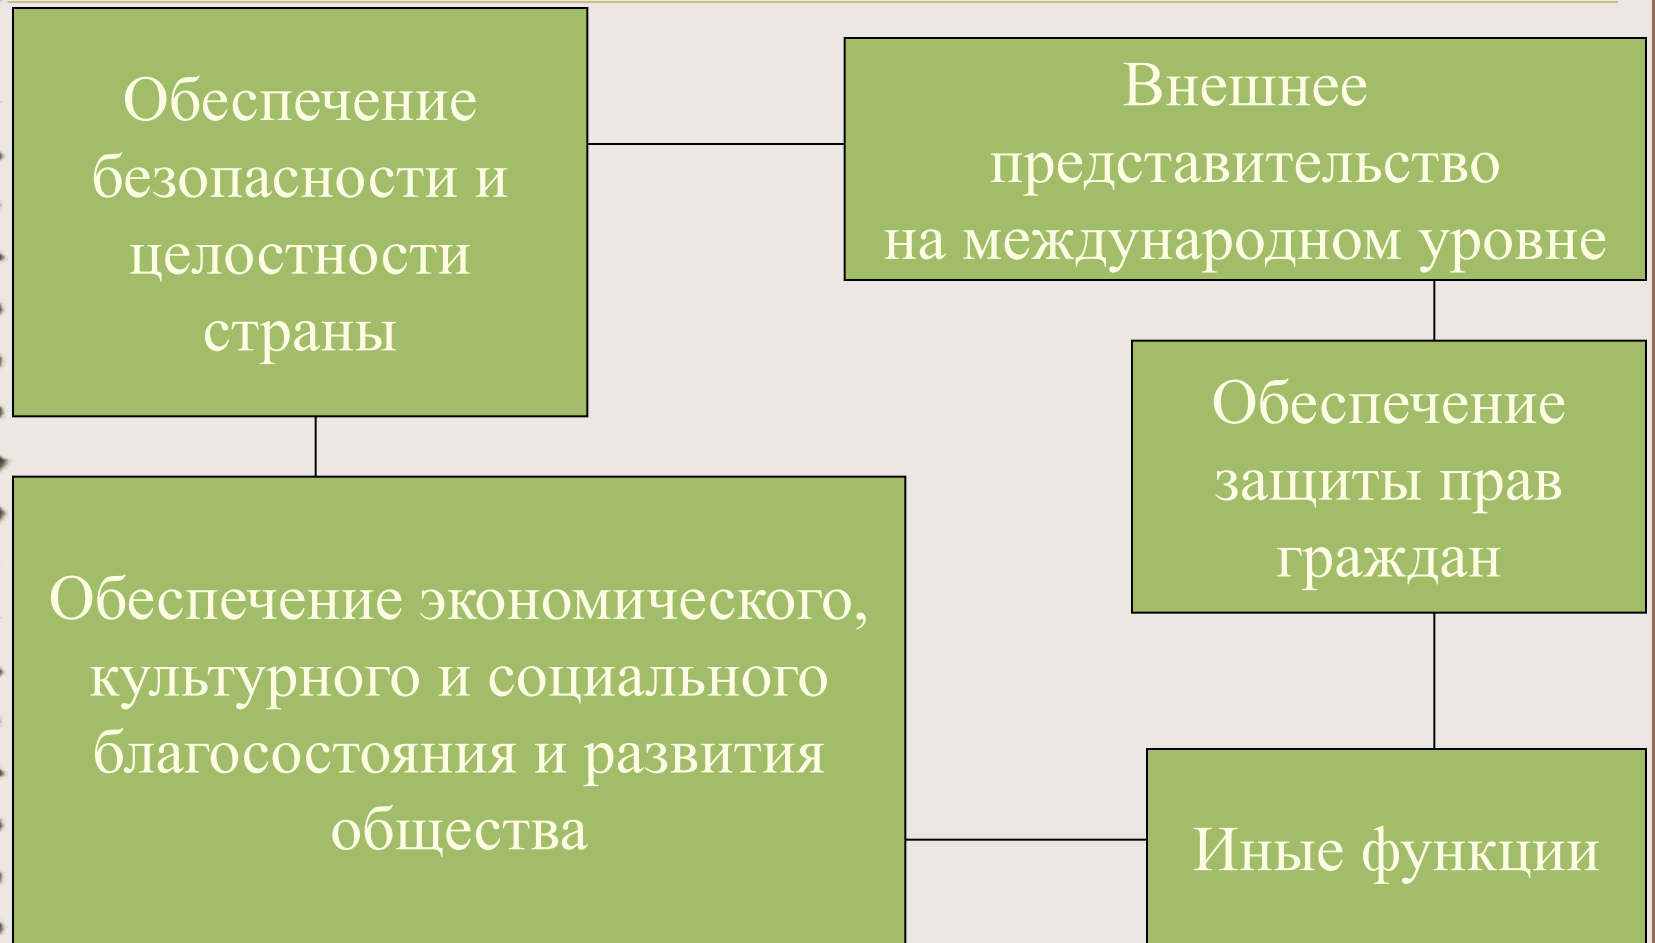 Обеспечение
безопасности и
целостности
страны
Внешнее
представительство
на международном уровне
Обеспечение
защиты прав
граждан
Обеспечение экономического,
культурного и социального
благосостояния и развития
общества
Иные функции